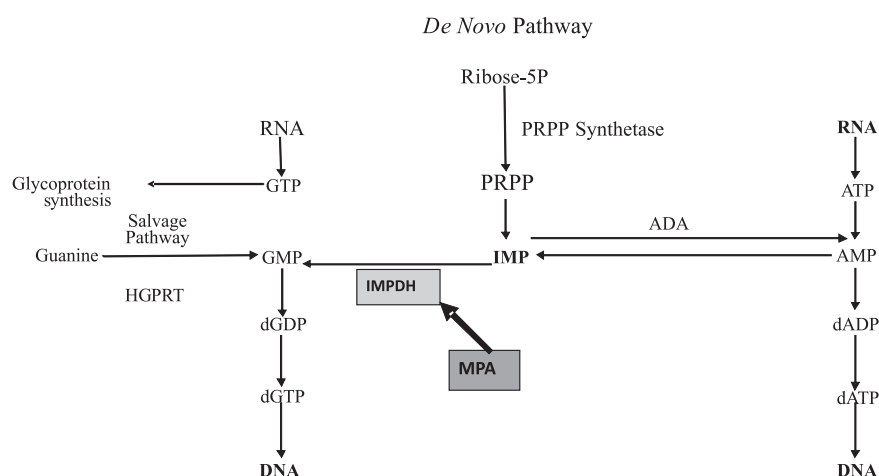 De Novo Pathway
Ribose-5P
PRPP Synthetase
RNA
RNA
Glycoprotein
synthesis
GTP
PRPP
ATP
Salvage
Pathway
ADA
Guanine
GMP
IMP
AMP
IMPDH
HGPRT
dGDP
dADP
MPA
dGTP
dATP
DNA
DNA